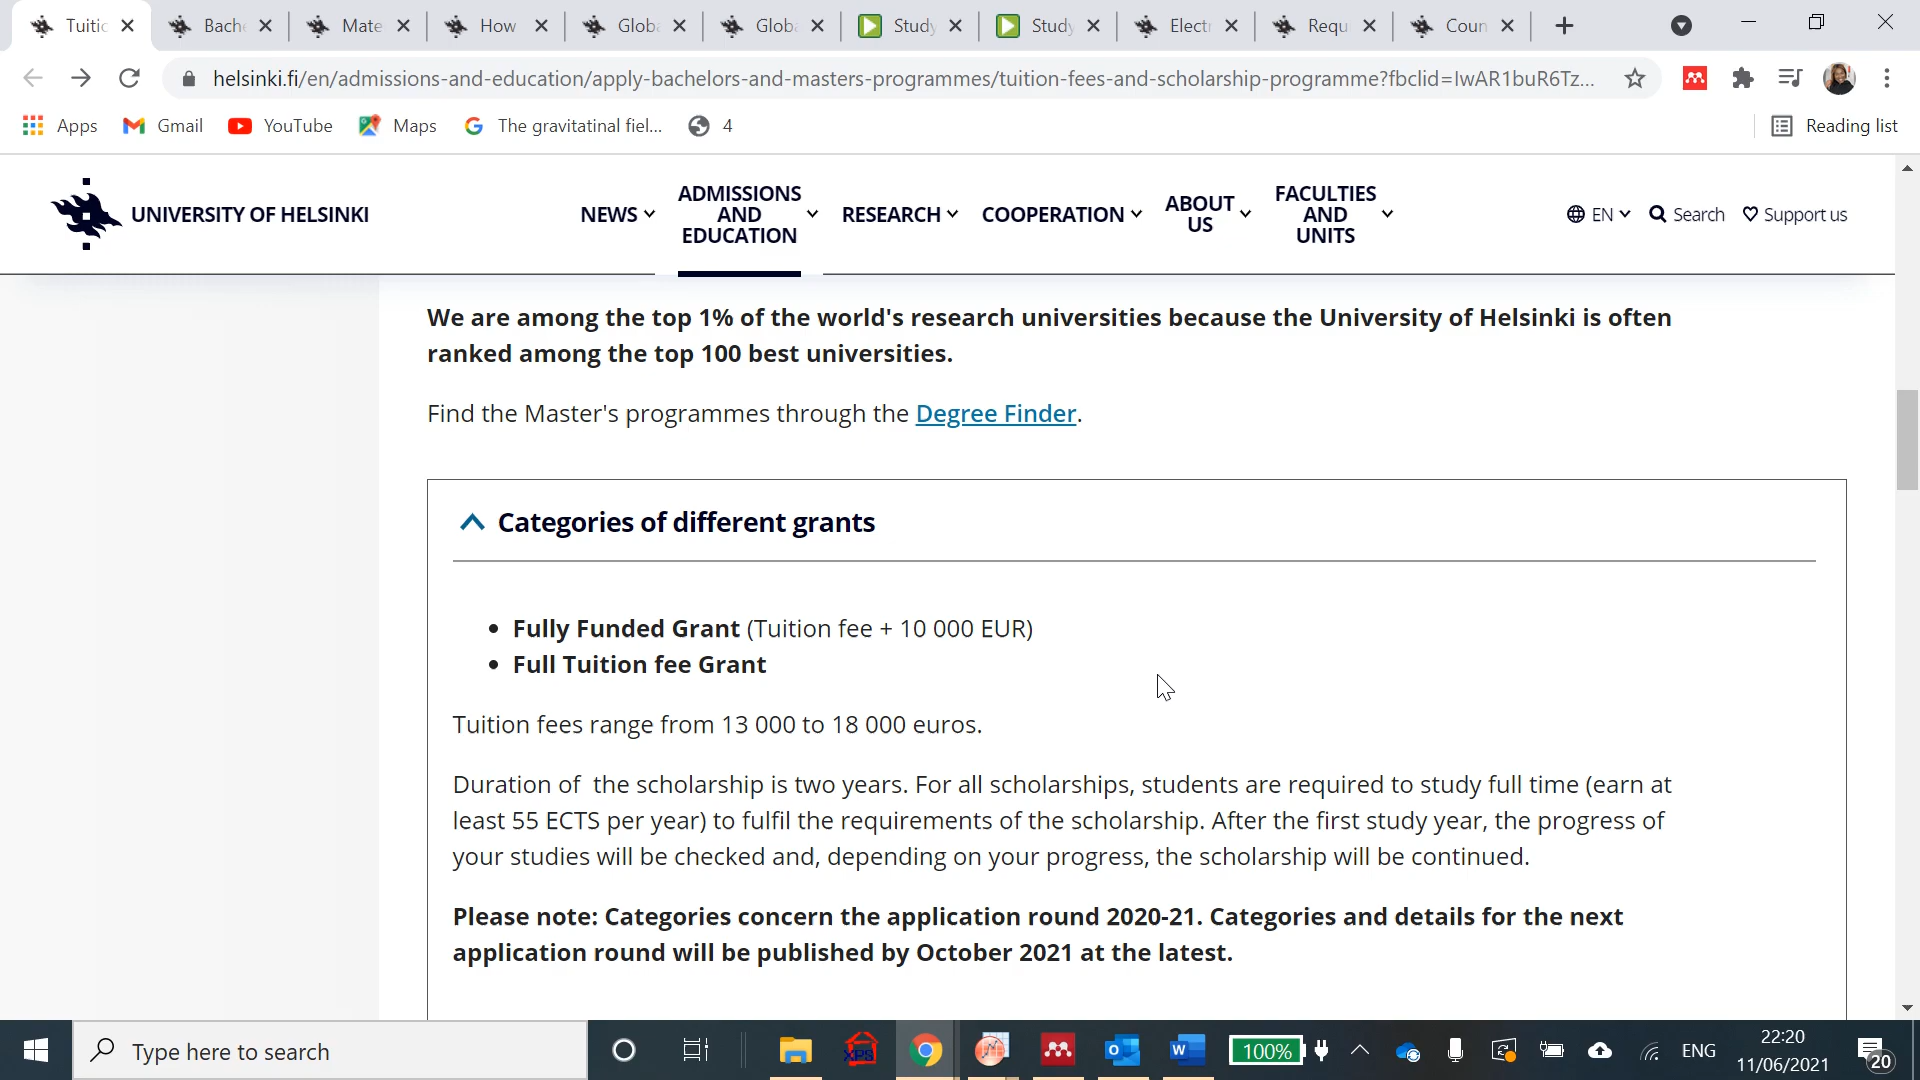 Tuitic
Bache
Mate
How
Globa
Globa
Study
Study
Electr
Requ
Coun
helsinki.fi/en/admissions-and-education/apply-bachelors-and-masters-programmes/tuition-fees-and-scholarship-programme?fbclid=IwAR1buR6Tz...
Apps
Gmail
YouTube
Maps
The gravitatinal fiel...
4
Reading list
UNIVERSITY OF HELSINKI
NEWS
ADMISSIONS
AND
EDUCATION
RESEARCH
COOPERATION
ABOUT
US
FACULTIES
AND
UNITS
EN
Search
Support us
We are among the top 1% of the world's research universities because the University of Helsinki is often
ranked among the top 100 best universities.
Find the Master's programmes through the Degree Finder.
Categories of different grants
• Fully Funded Grant (Tuition fee + 10 000 EUR)
• Full Tuition fee Grant
Tuition fees range from 13 000 to 18 000 euros.
Duration of the scholarship is two years. For all scholarships, students are required to study full time (earn at
least 55 ECTS per year) to fulfil the requirements of the scholarship. After the first study year, the progress of
your studies will be checked and, depending on your progress, the scholarship will be continued.
Please note: Categories concern the application round 2020-21. Categories and details for the next
application round will be published by October 2021 at the latest.
Type here to search
XPS
100%
ENG
22:20
11/06/2021
20